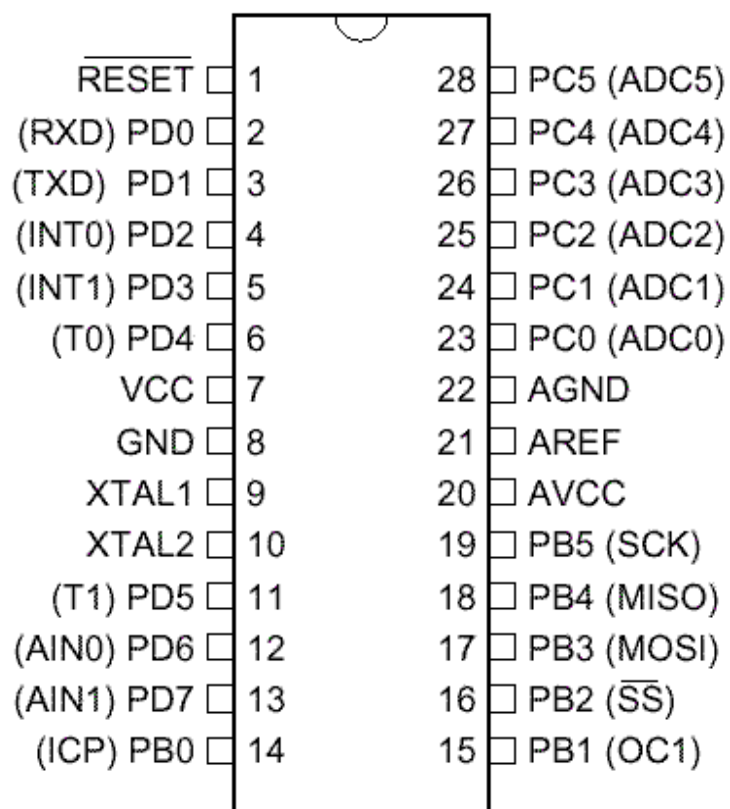 RESET 1 28 PC5 (ADC5)
(RXD) PD0 2 27 PC4 (ADC4)
(TXD) PD1 3 26 PC3 (ADC3)
(INT0) PD2 4 25 PC2 (ADC2)
(INT1) PD3 5 24 PC1 (ADC1)
(T0) PD4 6 23 PC0 (ADC0)
VCC 7 22 AGND
GND 8 21 AREF
XTAL1 9 20 AVCC
XTAL2 10 19 PB5 (SCK)
(T1) PD5 11 18 PB4 (MISO)
(AIN0) PD6 12 17 PB3 (MOSI)
(AIN1) PD7 13 16 PB2 (SS)
(ICP) PB0 14 15 PB1 (OC1)